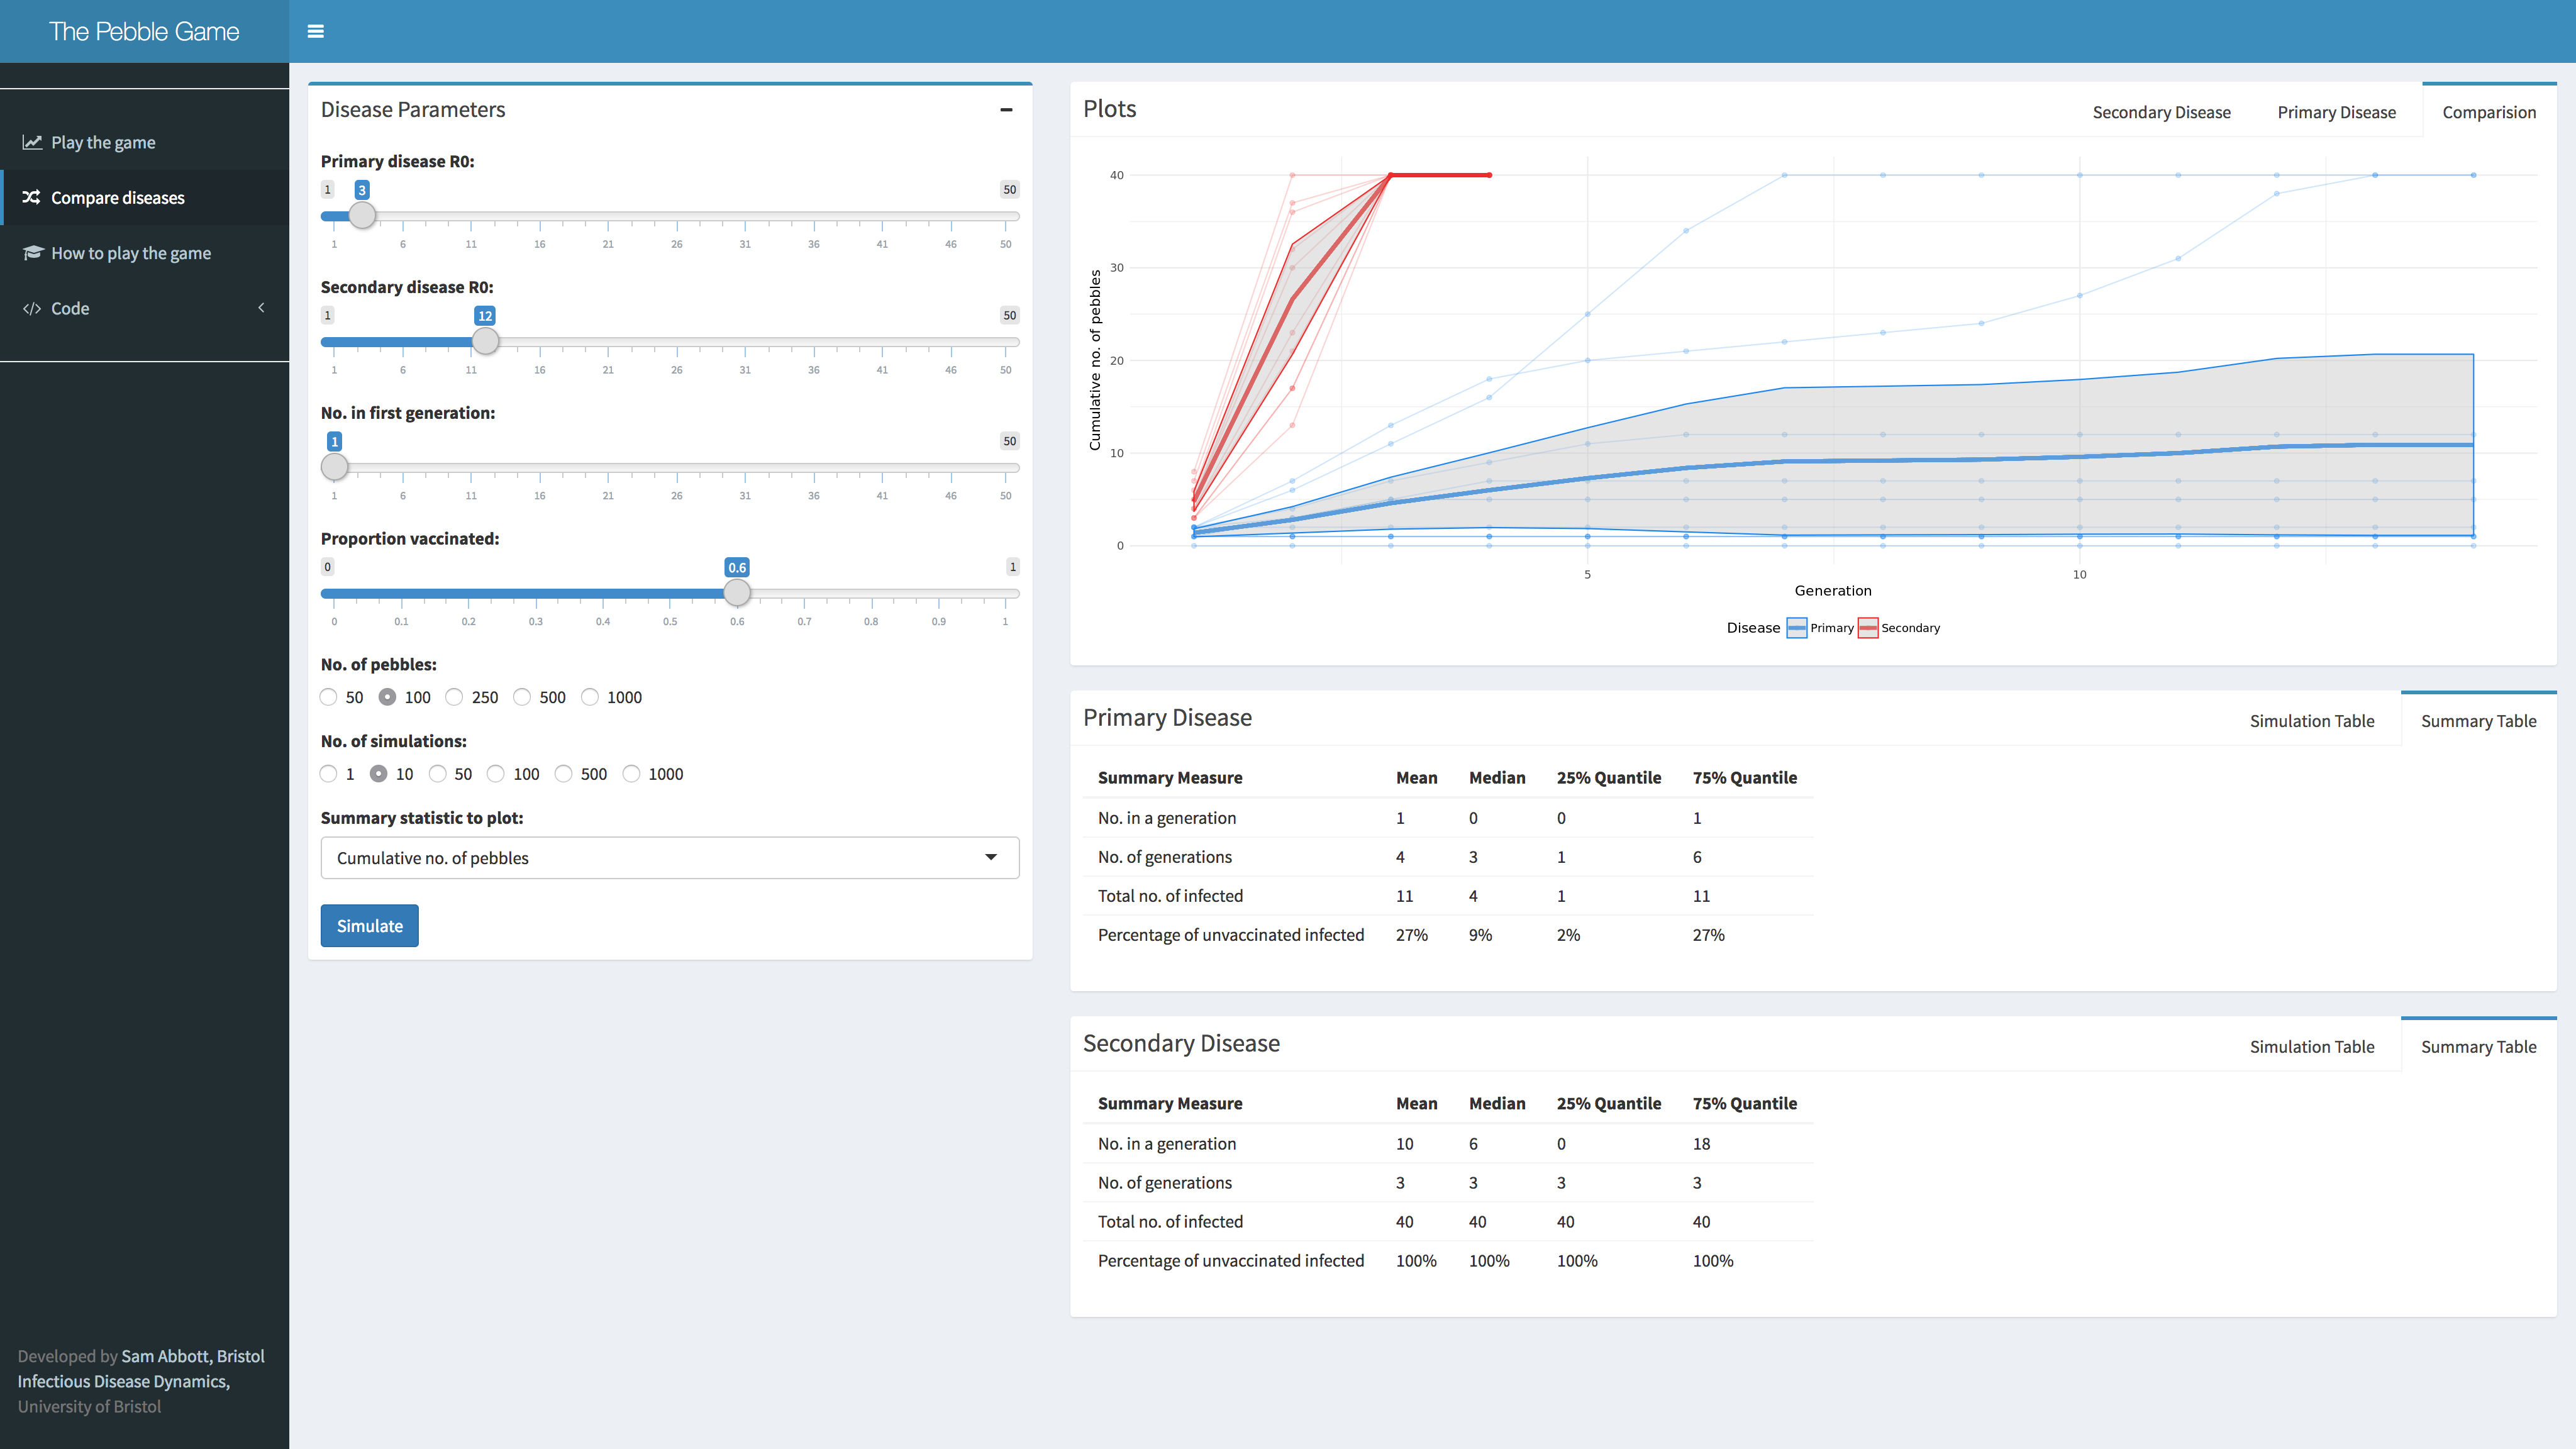 The Pebble Game
Play the game
Compare diseases
How to play the game
Code
Developed by Sam Abbott, Bristol
Infectious Disease Dynamics,
University of Bristol
Disease Parameters
Primary disease R0:
1 3 50
1 6 11 16 21 26 31 36 41 46 50
Secondary disease R0:
1 12 50
1 6 11 16 21 26 31 36 41 46 50
No. in first generation:
1 50
1 6 11 16 21 26 31 36 41 46 50
Proportion vaccinated:
0 0.6 1
0 0.1 0.2 0.3 0.4 0.5 0.6 0.7 0.8 0.9 1
No. of pebbles:
50 100 250 500 1000
No. of simulations:
1 10 50 100 500 1000
Summary statistic to plot:
Cumulative no. of pebbles
Simulate
Plots Secondary Disease Primary Disease Comparision
Cumulative no. of pebbles
40
30
20
10
0
5 10
Generation
Disease Primary Secondary
Primary Disease Simulation Table Summary Table
Summary Measure Mean Median 25% Quantile 75% Quantile
No. in a generation 1 0 0 1
No. of generations 4 3 1 6
Total no. of infected 11 4 1 11
Percentage of unvaccinated infected 27% 9% 2% 27%
Secondary Disease Simulation Table Summary Table
Summary Measure Mean Median 25% Quantile 75% Quantile
No. in a generation 10 6 0 18
No. of generations 3 3 3 3
Total no. of infected 40 40 40 40
Percentage of unvaccinated infected 100% 100% 100% 100%